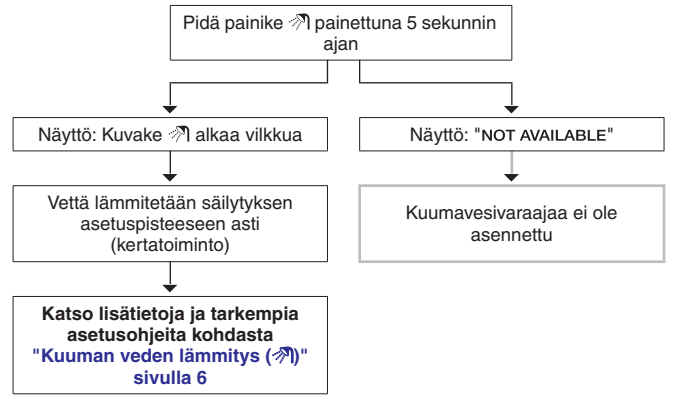 Pidä painike painettuna 5 sekunnin
ajan
Näyttö: Kuvake alkaa vilkkua
Näyttö: "NOT AVAILABLE"
Vettä lämmitetään säilytyksen
asetuspisteeseen asti
(kertatoiminto)
Kuumavesivaraajaa ei ole
asennettu
Katso lisätietoja ja tarkempia
asetusohjeita kohdasta
"Kuuman veden lämmitys ()"
sivulla 6